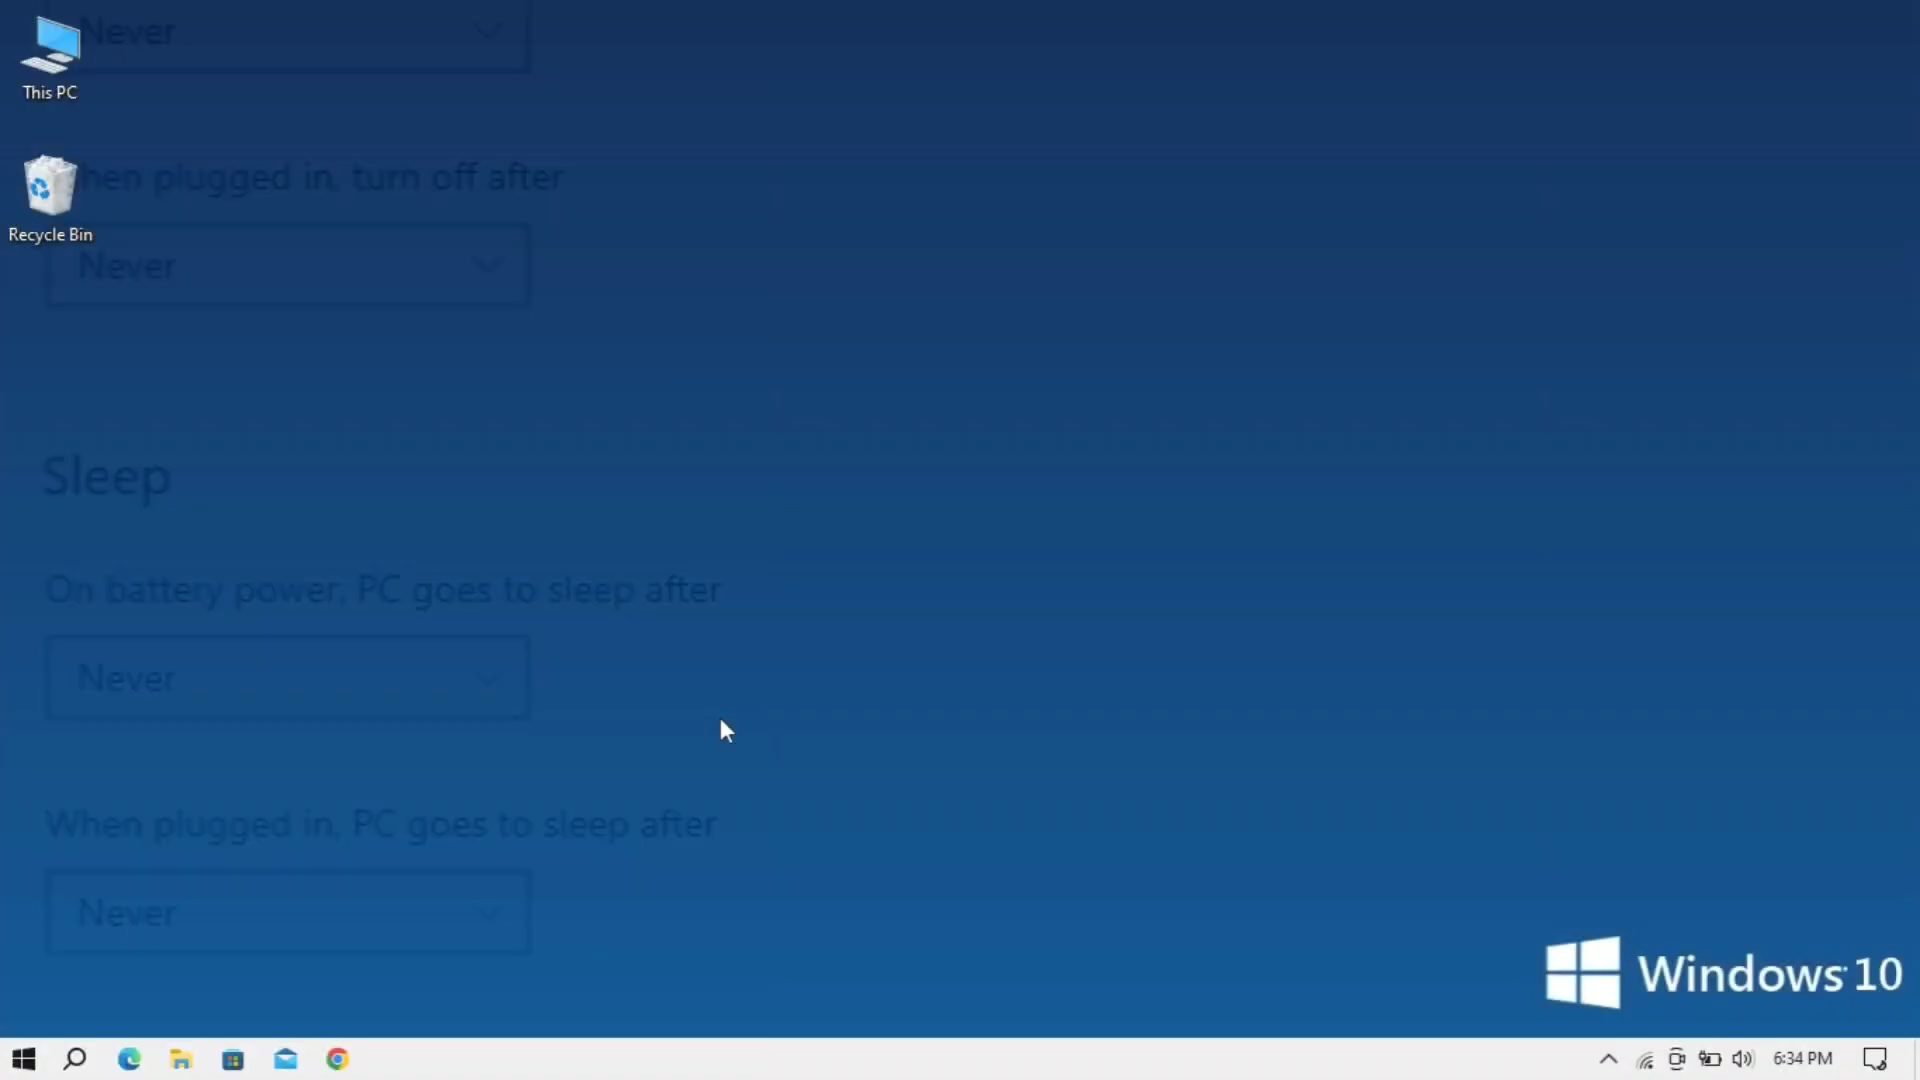 Never
This PC
When plugged in, turn off after
Recycle Bin
Never
Sleep
On battery power, PC goes to sleep after
Never
When plugged in, PC goes to sleep after
Never
Windows 10
6:34 PM